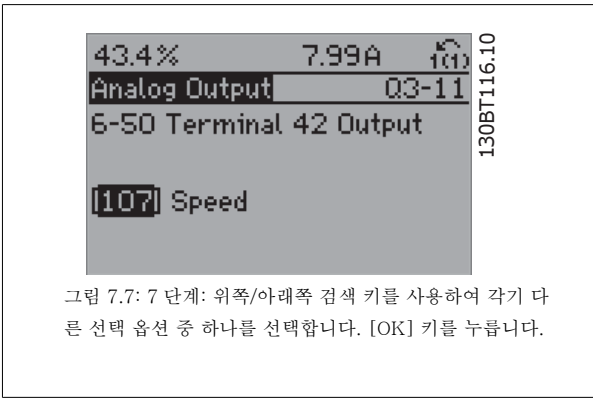 43.4% 7.99A 1(1)
Analog Output Q3-11
6-50 Terminal 42 Output
[107] Speed
130BT116.10
그림 7.7: 7 단계: 위쪽/아래쪽 검색 키를 사용하여 각기 다
른 선택 옵션 중 하나를 선택합니다. [OK] 키를 누릅니다.